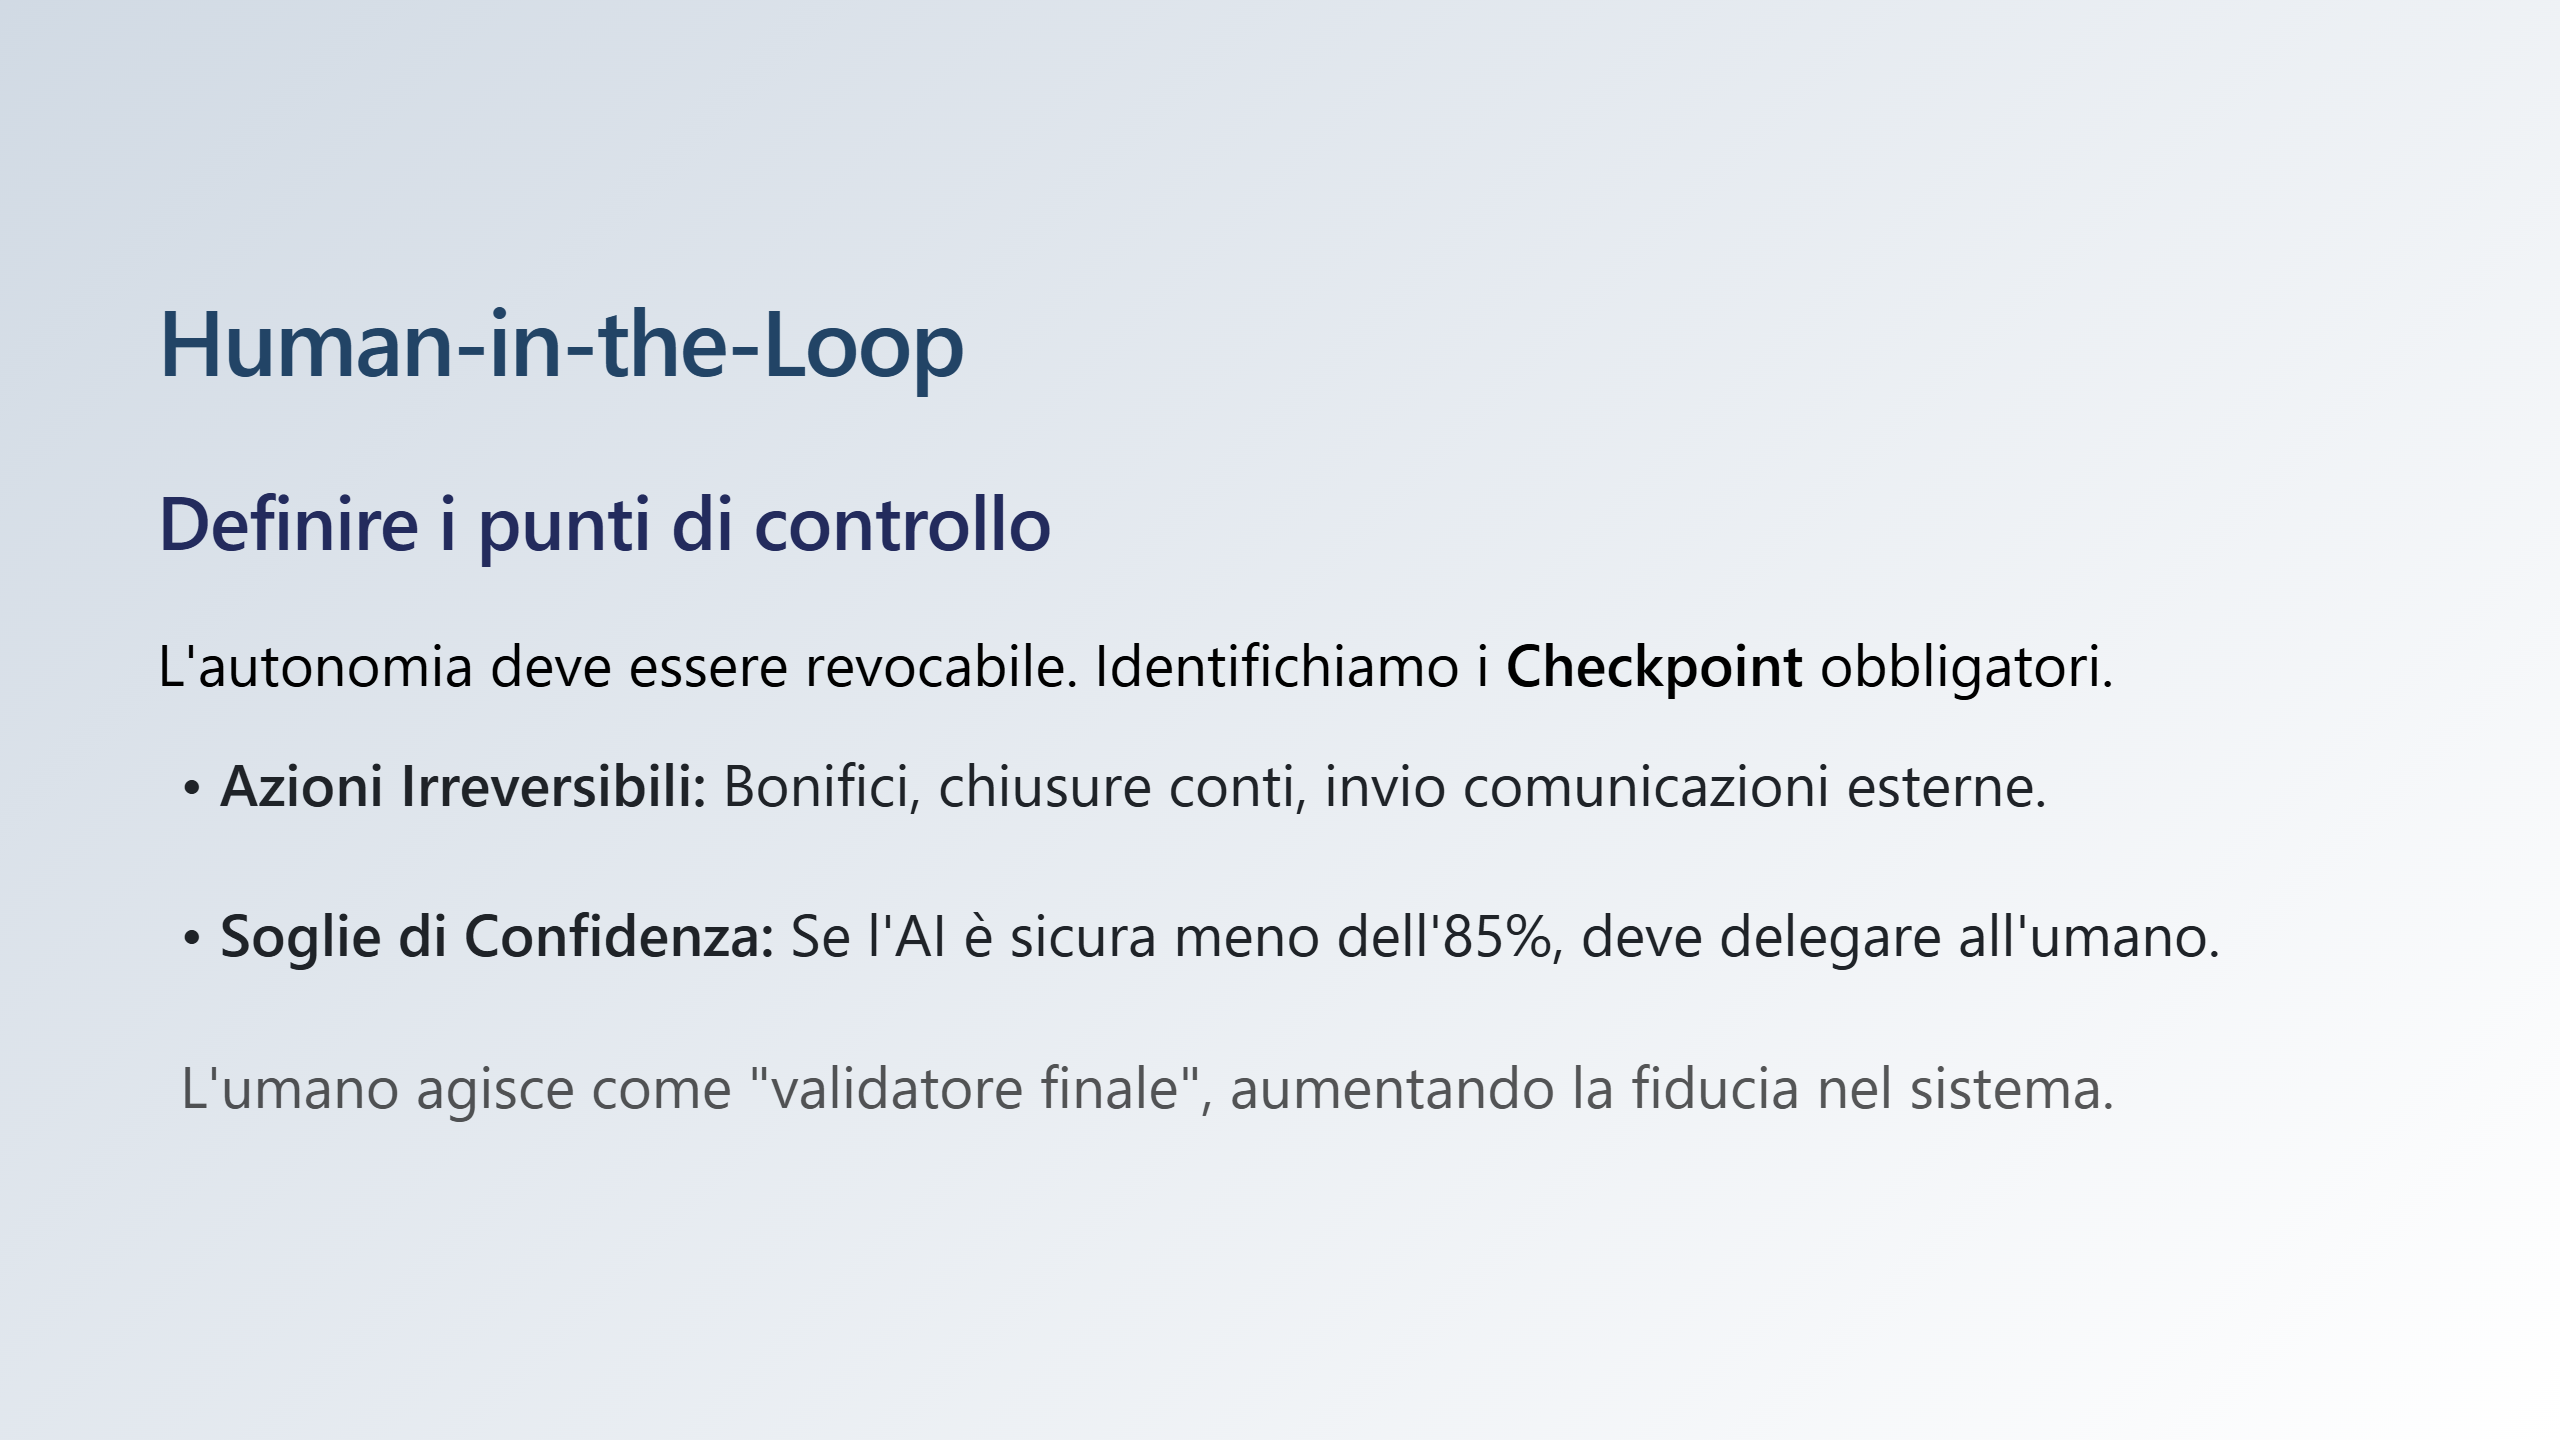 Human-in-the-Loop
Definire i punti di controllo
L'autonomia deve essere revocabile. Identifichiamo i Checkpoint obbligatori.
• Azioni Irreversibili: Bonifici, chiusure conti, invio comunicazioni esterne.
• Soglie di Confidenza: Se l'AI è sicura meno dell'85%, deve delegare all'umano.
L'umano agisce come "validatore finale", aumentando la fiducia nel sistema.